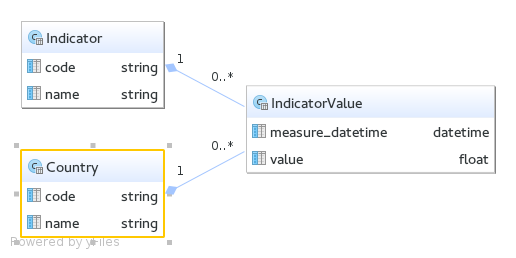 Indicator
code string
name string
1
0..*
IndicatorValue
measure_datetime datetime
value float
0..*
1
Country
code string
name string
Powered by yFiles